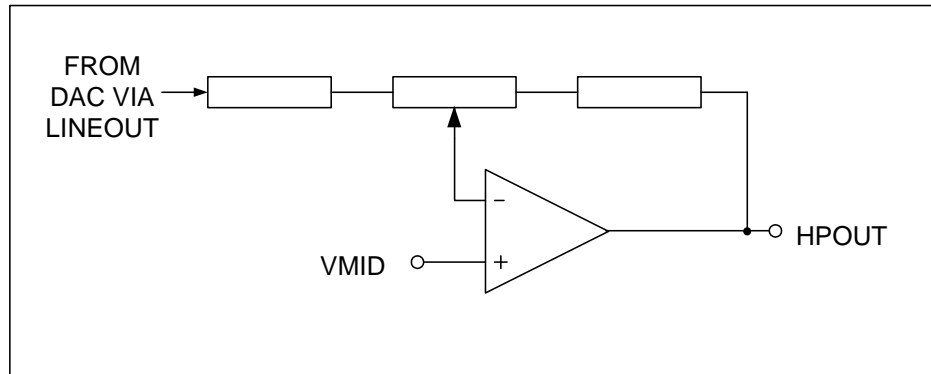 FROM
DAC VIA
LINEOUT
−
+
VMID
HPOUT